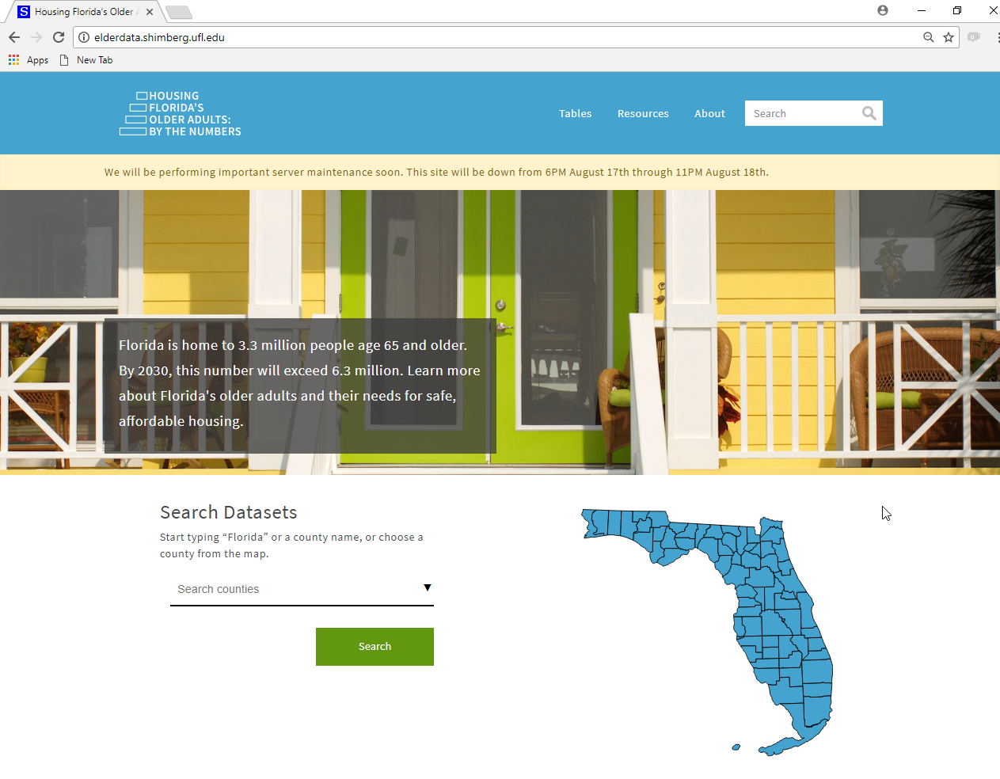 Housing Florida's Older A
elderdata.shimberg.ufl.edu
Apps
New Tab
HOUSING
FLORIDA'S
OLDER ADULTS:
BY THE NUMBERS
Tables
Resources
About
Search
We will be performing important server maintenance soon. This site will be down from 6PM August 17th through 11PM August 18th.
Florida is home to 3.3 million people age 65 and older.
By 2030, this number will exceed 6.3 million. Learn more
about Florida's older adults and their needs for safe,
affordable housing.
Search Datasets
Start typing “Florida” or a county name, or choose a
county from the map.
Search counties
Search